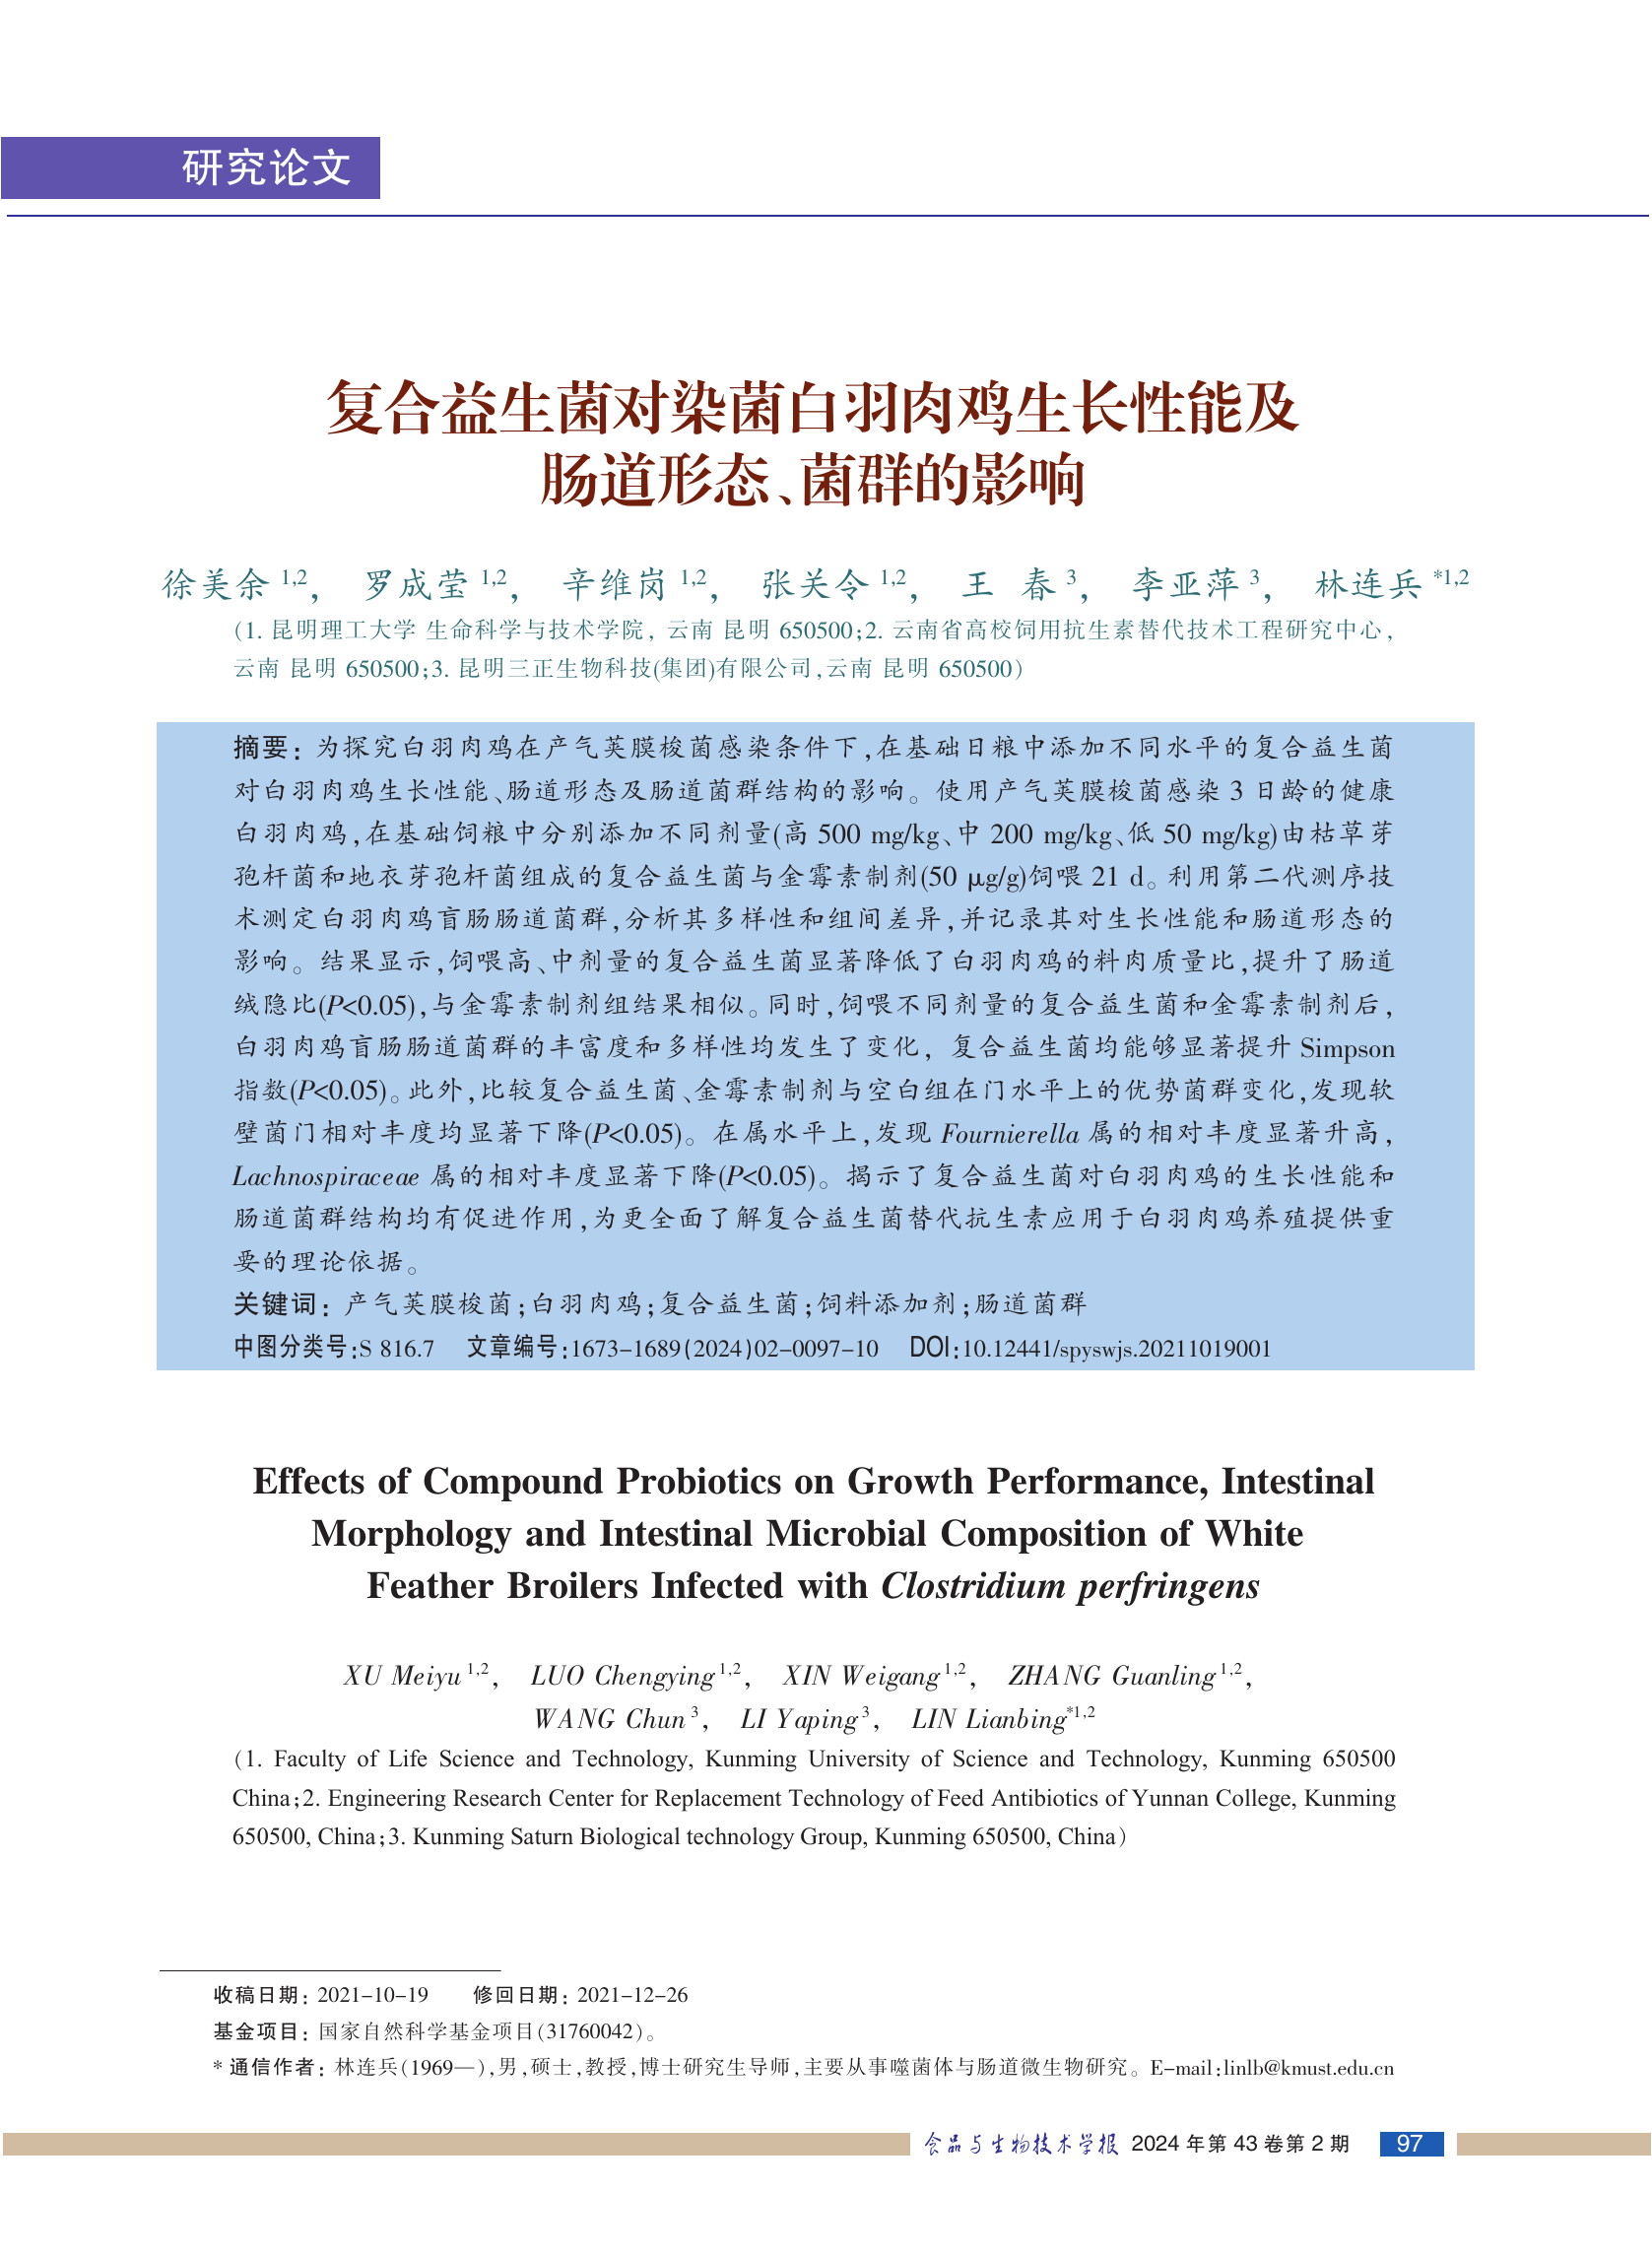 研究论文
复合益生菌对染菌白羽肉鸡生长性能及
肠道形态、菌群的影响
徐美余 1,2， 罗成莹 1,2， 辛维岗 1,2， 张关令 1,2， 王 春 3， 李亚萍 3， 林连兵 *1,2
(1. 昆明理工大学 生命科学与技术学院，云南 昆明 650500;2. 云南省高校饲用抗生素替代技术工程研究中心，
云南 昆明 650500;3. 昆明三正生物科技(集团)有限公司,云南 昆明 650500)
摘要：为探究白羽肉鸡在产气荚膜梭菌感染条件下,在基础日粮中添加不同水平的复合益生菌
对白羽肉鸡生长性能、肠道形态及肠道菌群结构的影响。使用产气荚膜梭菌感染 3 日龄的健康
白羽肉鸡,在基础饲粮中分别添加不同剂量(高 500 mg/kg、中 200 mg/kg、低 50 mg/kg)由枯草芽
孢杆菌和地衣芽孢杆菌组成的复合益生菌与金霉素制剂(50 μg/g)饲喂 21 d。利用第二代测序技
术测定白羽肉鸡盲肠肠道菌群,分析其多样性和组间差异,并记录其对生长性能和肠道形态的
影响。结果显示,饲喂高、中剂量的复合益生菌显著降低了白羽肉鸡的料肉质量比,提升了肠道
绒隐比(P<0.05),与金霉素制剂组结果相似。同时,饲喂不同剂量的复合益生菌和金霉素制剂后,
白羽肉鸡盲肠肠道菌群的丰富度和多样性均发生了变化，复合益生菌均能够显著提升 Simpson
指数(P<0.05)。此外,比较复合益生菌、金霉素制剂与空白组在门水平上的优势菌群变化,发现软
壁菌门相对丰度均显著下降(P<0.05)。在属水平上,发现 Fournierella 属的相对丰度显著升高,
Lachnospiraceae 属的相对丰度显著下降(P<0.05)。揭示了复合益生菌对白羽肉鸡的生长性能和
肠道菌群结构均有促进作用,为更全面了解复合益生菌替代抗生素应用于白羽肉鸡养殖提供重
要的理论依据。
关键词：产气荚膜梭菌;白羽肉鸡;复合益生菌;饲料添加剂;肠道菌群
中图分类号:S 816.7 文章编号:1673-1689(2024)02-0097-10 DOI:10.12441/spyswjs.20211019001
Effects of Compound Probiotics on Growth Performance, Intestinal
Morphology and Intestinal Microbial Composition of White
Feather Broilers Infected with Clostridium perfringens
XU Meiyu 1,2, LUO Chengying 1,2, XIN Weigang 1,2, ZHANG Guanling 1,2,
WANG Chun 3, LI Yaping 3, LIN Lianbing *1,2
(1. Faculty of Life Science and Technology, Kunming University of Science and Technology, Kunming 650500
China;2. Engineering Research Center for Replacement Technology of Feed Antibiotics of Yunnan College, Kunming
650500, China;3. Kunming Saturn Biological technology Group, Kunming 650500, China)
收稿日期：2021-10-19 修回日期：2021-12-26
基金项目：国家自然科学基金项目(31760042)。
* 通信作者：林连兵(1969—),男,硕士,教授,博士研究生导师,主要从事噬菌体与肠道微生物研究。E-mail:linlb@kmust.edu.cn
食品与生物技术学报 2024 年第 43 卷第 2 期 97